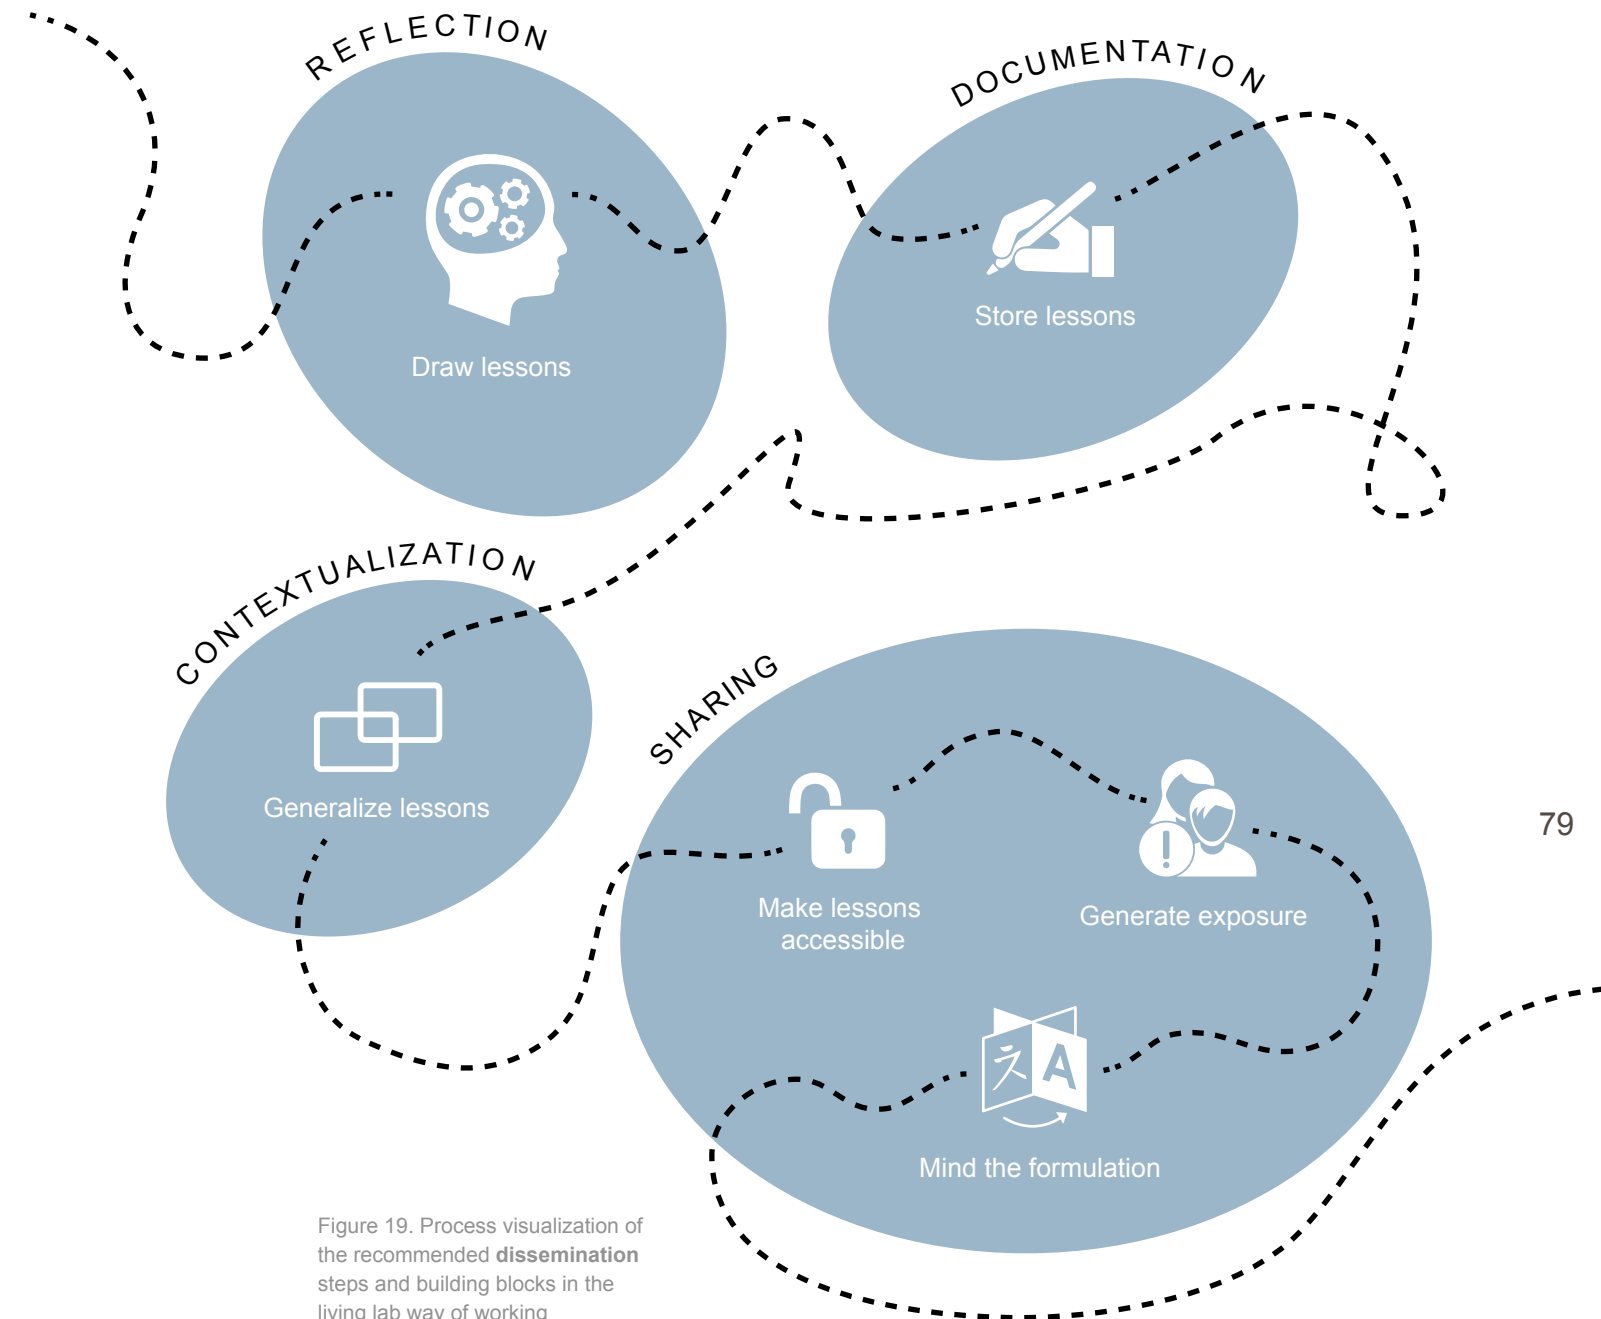 REFLECTION
Draw lessons
DOCUMENTATION
Store lessons
CONTEXTUALIZATION
Generalize lessons
SHARING
Make lessons
accessible
Generate exposure
A
Mind the formulation
79
Figure 19. Process visualization of
the recommended dissemination
steps and building blocks in the
living lab way of working